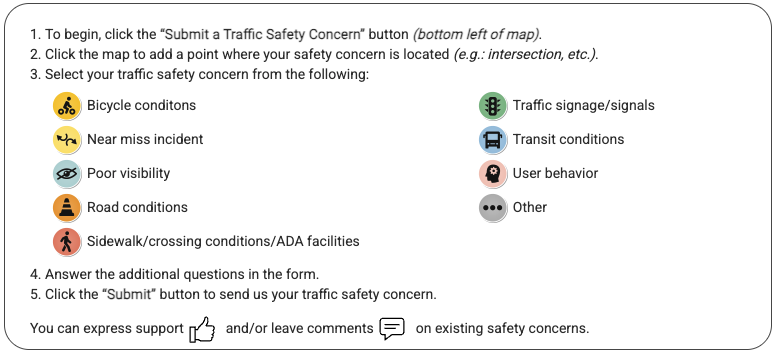 1. To begin, click the “Submit a Traffic Safety Concern” button (bottom left of map).
2. Click the map to add a point where your safety concern is located (e.g.: intersection, etc.).
3. Select your traffic safety concern from the following:
Bicycle conditons
Near miss incident
Poor visibility
Road conditions
Sidewalk/crossing conditions/ADA facilities
Traffic signage/signals
Transit conditions
User behavior
Other
4. Answer the additional questions in the form.
5. Click the “Submit” button to send us your traffic safety concern.
You can express support and/or leave comments on existing safety concerns.